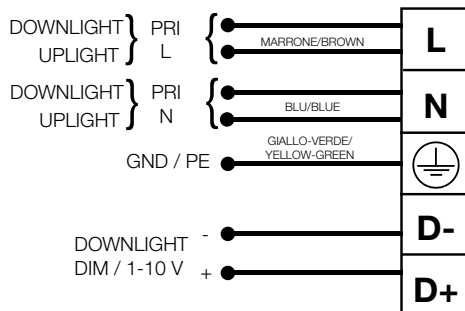 DOWNLIGHT } PRI { L
UPLIGHT L MARRONE/BROWN
DOWNLIGHT } PRI { N
UPLIGHT N BLU/BLUE
GIALLO-VERDE/
YELLOW-GREEN
GND / PE
DOWNLIGHT - D-
DIM / 1-10 V + D+